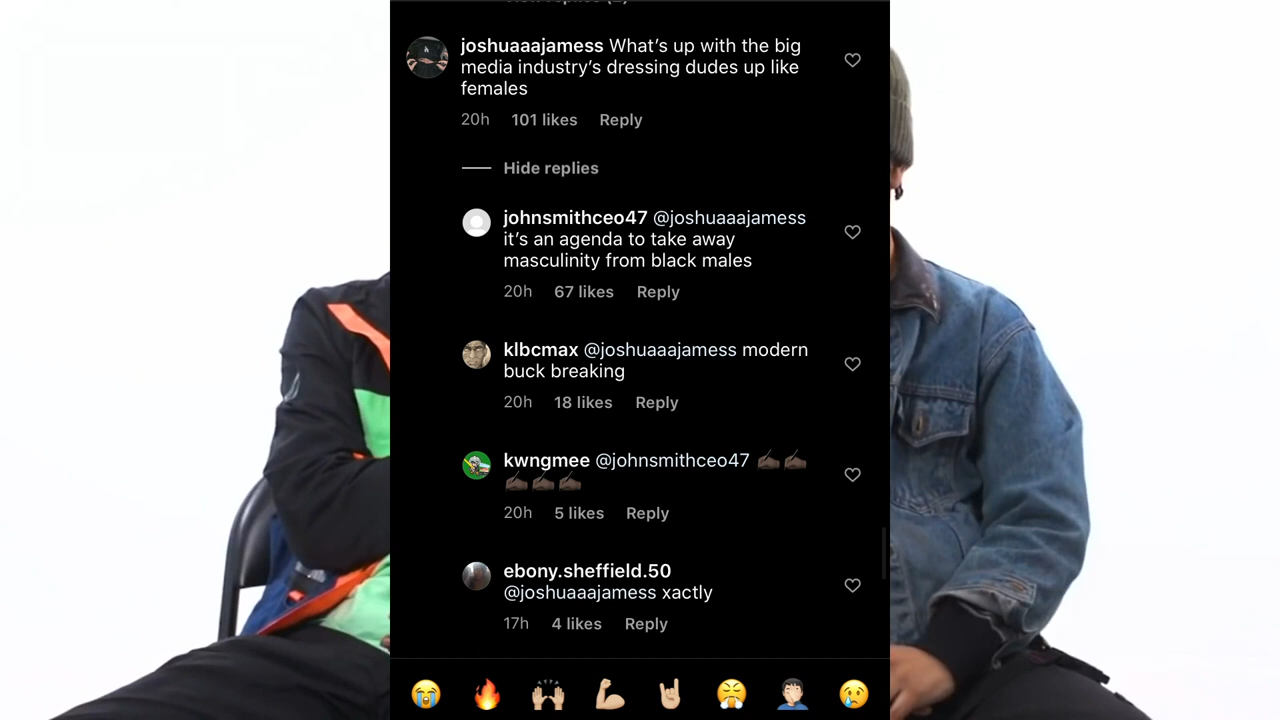 joshuaaajamess What's up with the big
media industry's dressing dudes up like
females
20h 101 likes Reply
Hide replies
johnsmithceo47 @joshuaaajamess
it's an agenda to take away
masculinity from black males
20h 67 likes Reply
klbcmax @joshuaaajamess modern
buck breaking
20h 18 likes Reply
kwngmee @johnsmithceo47 ✍🏿✍🏿
✍🏿✍🏿✍🏿
20h 5 likes Reply
ebony.sheffield.50
@joshuaaajamess xactly
17h 4 likes Reply